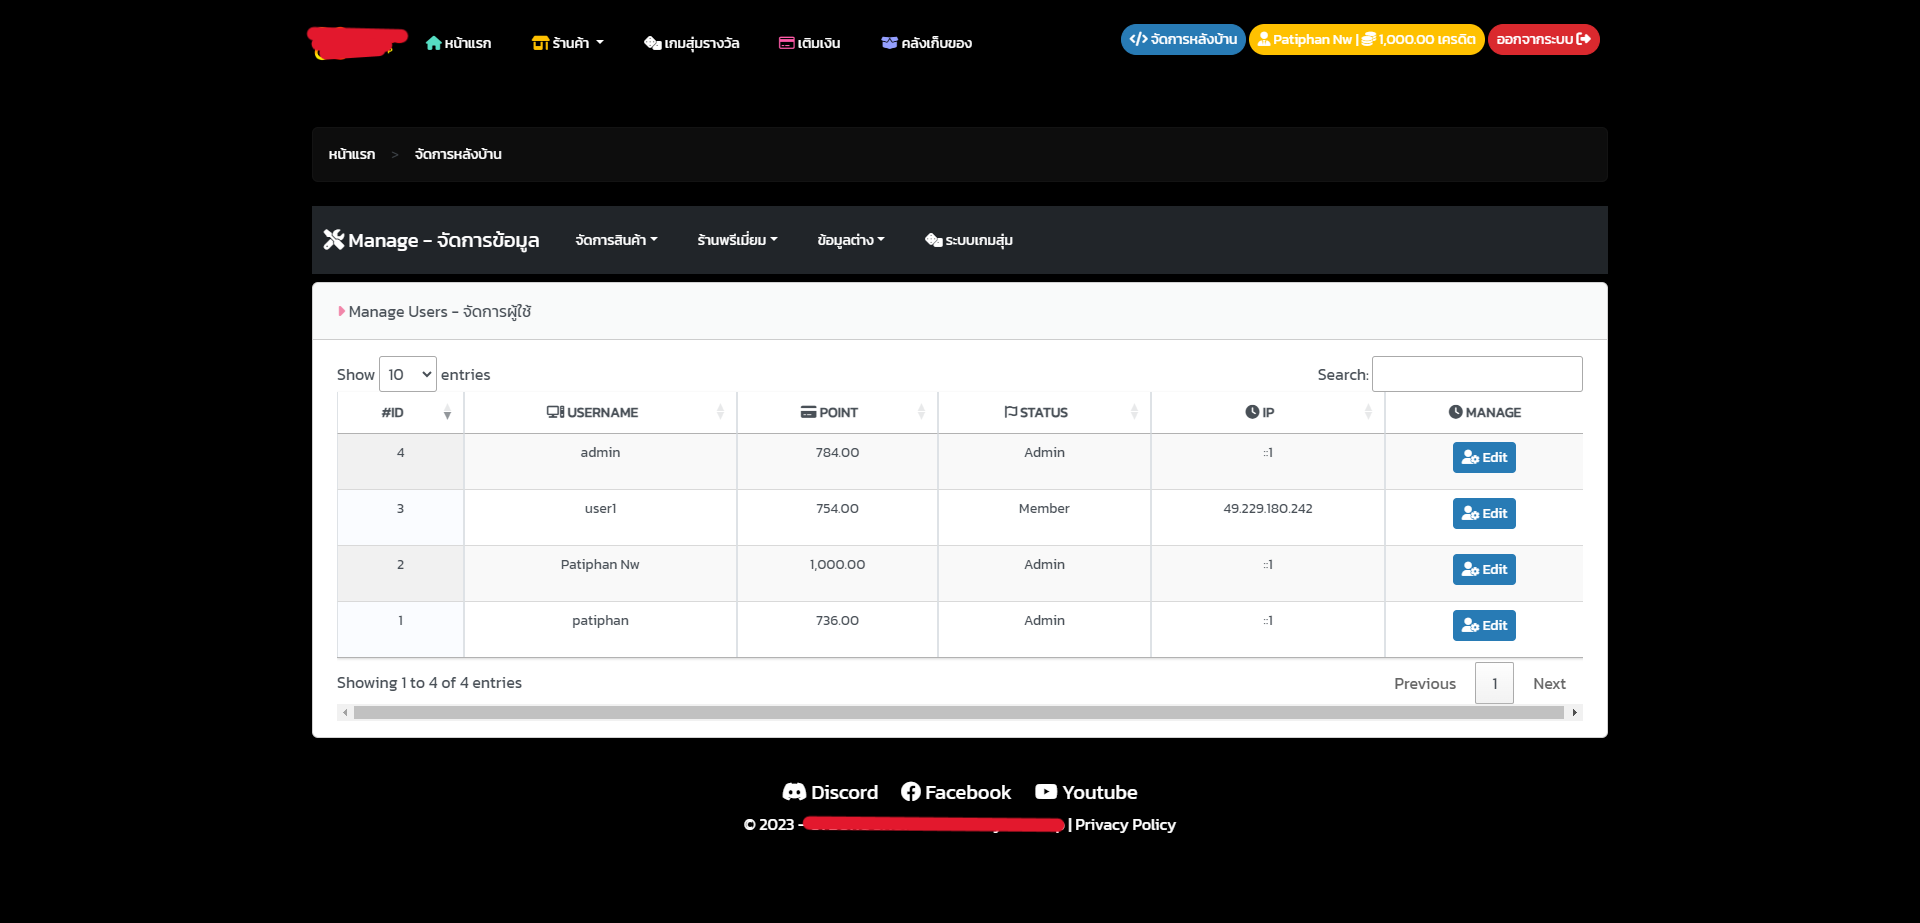 หน้าแรก ร้านค้า เกมสุ่มรางวัล เติมเงิน คลังเก็บของ จัดการหลังบ้าน Patiphan Nw | 1,000.00 เครดิต ออกจากระบบ
หน้าแรก > จัดการหลังบ้าน
Manage - จัดการข้อมูล จัดการสินค้า ร้านพรีเมี่ยม ข้อมูลต่าง ระบบเกมสุ่ม
Manage Users - จัดการผู้ใช้
Show 10 entries Search:
#ID USERNAME POINT STATUS IP MANAGE
4 admin 784.00 Admin ::1 Edit
3 user1 754.00 Member 49.229.180.242 Edit
2 Patiphan Nw 1,000.00 Admin ::1 Edit
1 patiphan 736.00 Admin ::1 Edit
Showing 1 to 4 of 4 entries Previous 1 Next
Discord Facebook Youtube
© 2023 - | Privacy Policy